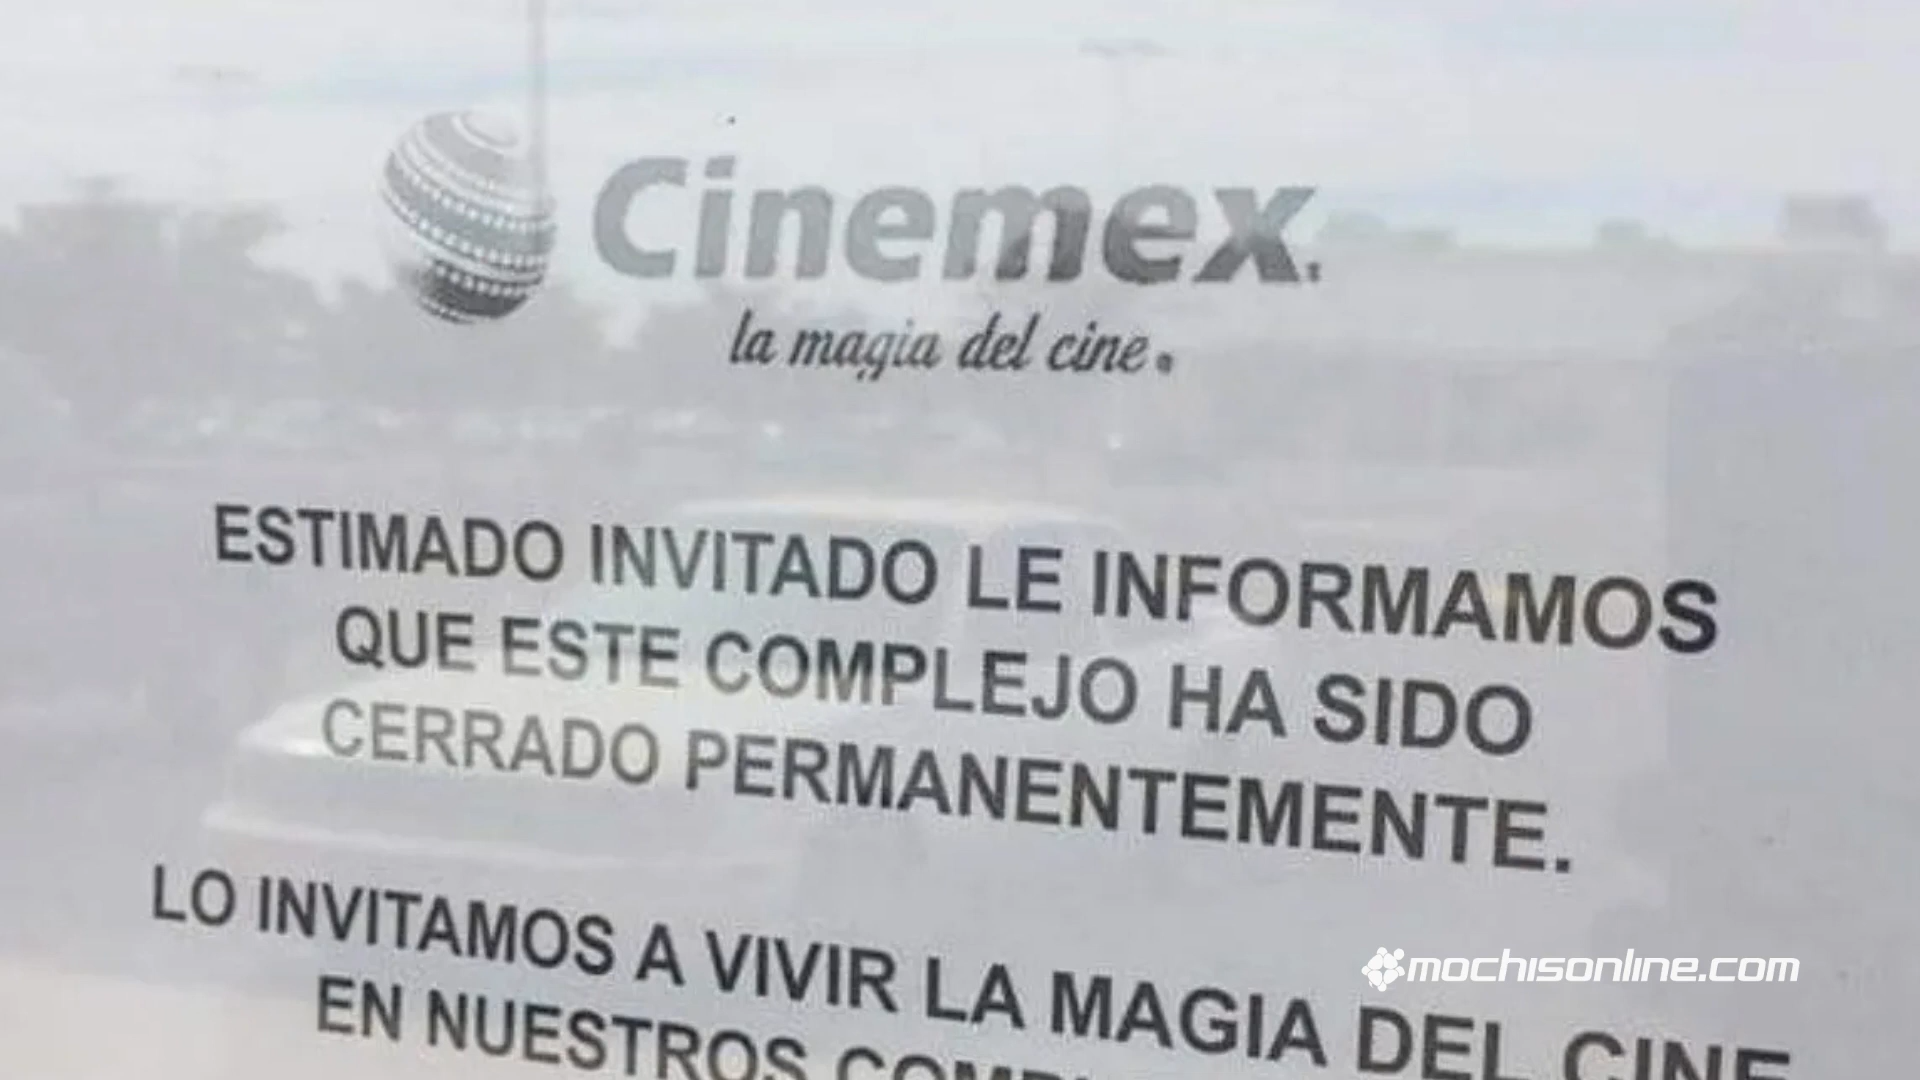 Cinemex
la magia del cine
ESTIMADO INVITADO LE INFORMAMOS
QUE ESTE COMPLEJO HA SIDO
CERRADO PERMANENTEMENTE.
LO INVITAMOS A VIVIR LA MAGIA DEL CINE
EN NUESTROS
mochisonline.com